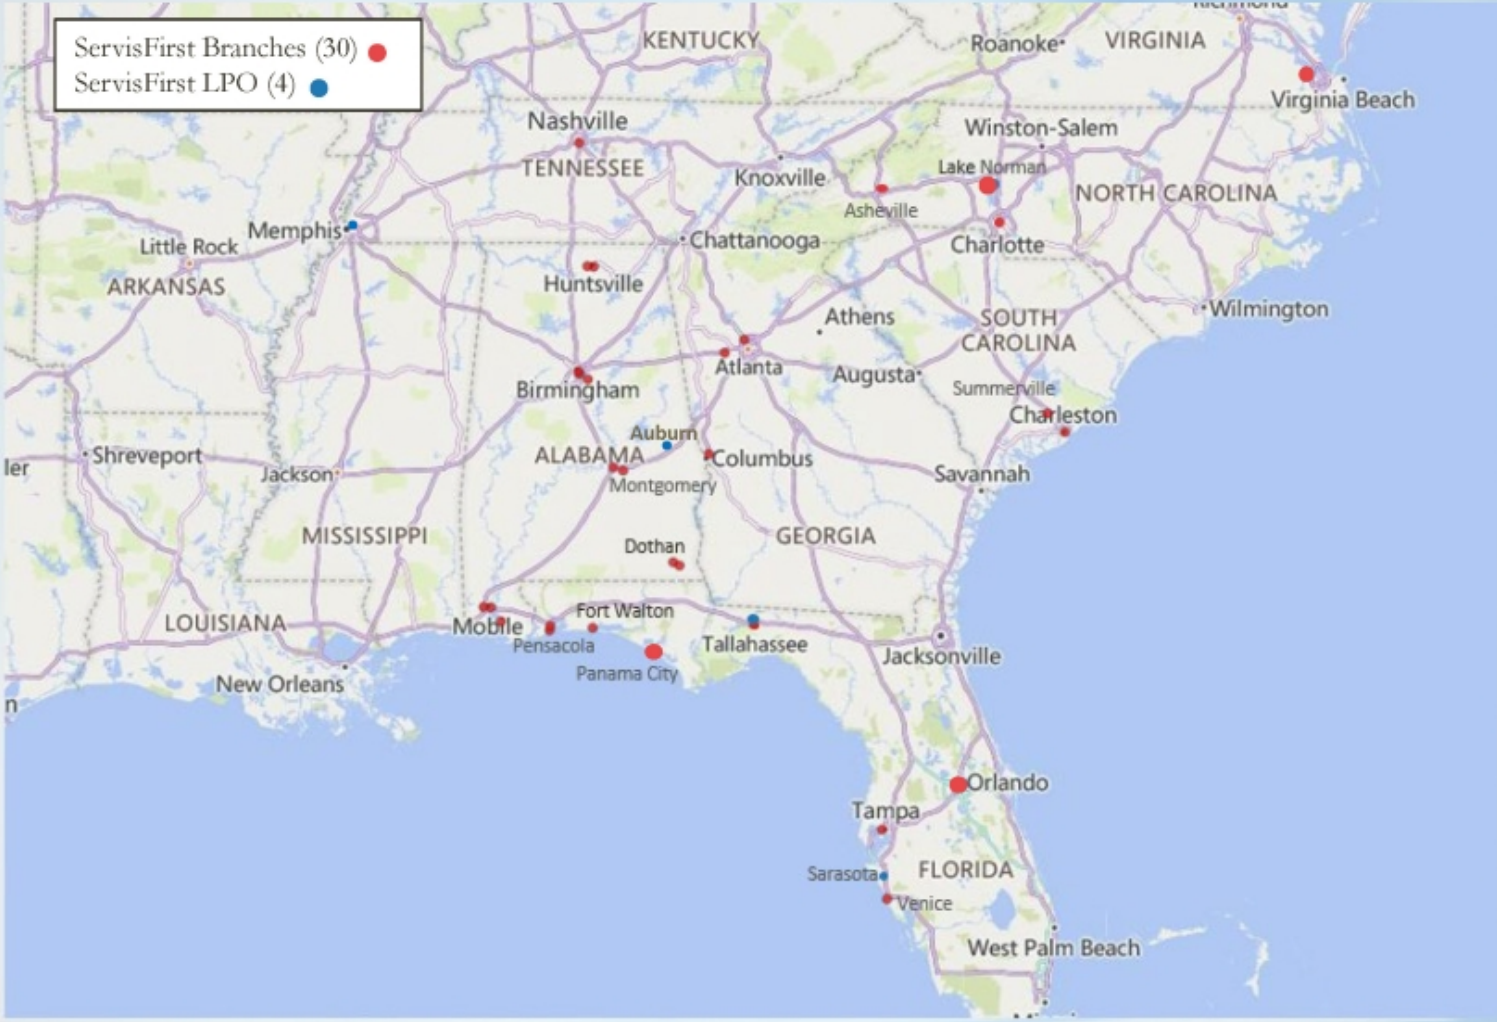 Richmond
ServisFirst Branches (30)
KENTUCKY
Roanoke
VIRGINIA
ServisFirst LPO (4)
Virginia Beach
Nashville
Winston-Salem
TENNESSEE
Lake Norman
Knoxville
NORTH CAROLINA
Asheville
Memphis
Little Rock
Chattanooga
Charlotte
ARKANSAS
Huntsville
Wilmington
Athens
SOUTH
CAROLINA
Atlanta
Augusta
Birmingham
Summerville
Charleston
Auburn
ALABAMA
Shreveport
Columbus
ler
Jackson
Savannah
Montgomery
MISSISSIPPI
GEORGIA
Dothan
Fort Walton
LOUISIANA
Mobile
Pensacola
Tallahassee
Jacksonville
Panama City
New Orleans
n
Orlando
Tampa
Sarasota
FLORIDA
Venice
West Palm Beach